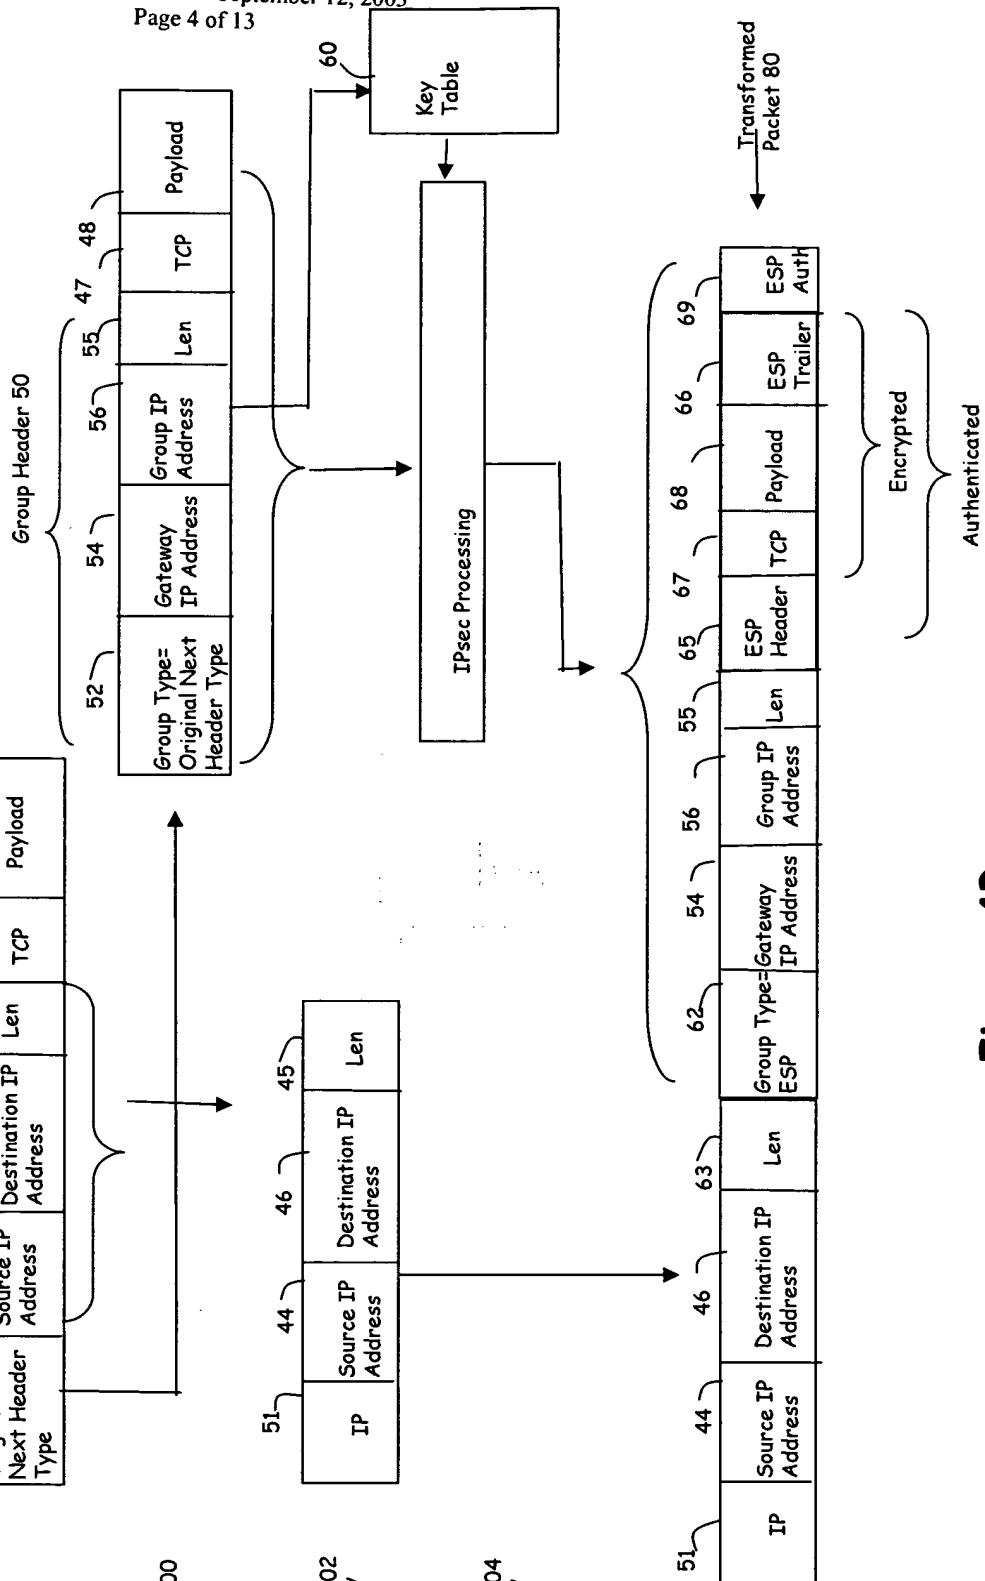 Page 4 of 13
60
Key
Table
Transformed
Packet 80
Group Header 50
52
54
56
55
47
48
Group Type=
Original Next
Header Type
Gateway
IP Address
Group IP
Address
Len
TCP
Payload
Next Header
Type
Address
Destination IP
Address
Len
TCP
Payload
IPsec Processing
51
44
46
45
IP
Source IP
Address
Destination IP
Address
Len
51
44
46
63
62
54
56
55
65
67
68
66
69
IP
Source IP
Address
Destination IP
Address
Len
Group Type=
ESP
Gateway
IP Address
Group IP
Address
Len
ESP
Header
TCP
Payload
ESP
Trailer
ESP
Auth
Encrypted
Authenticated